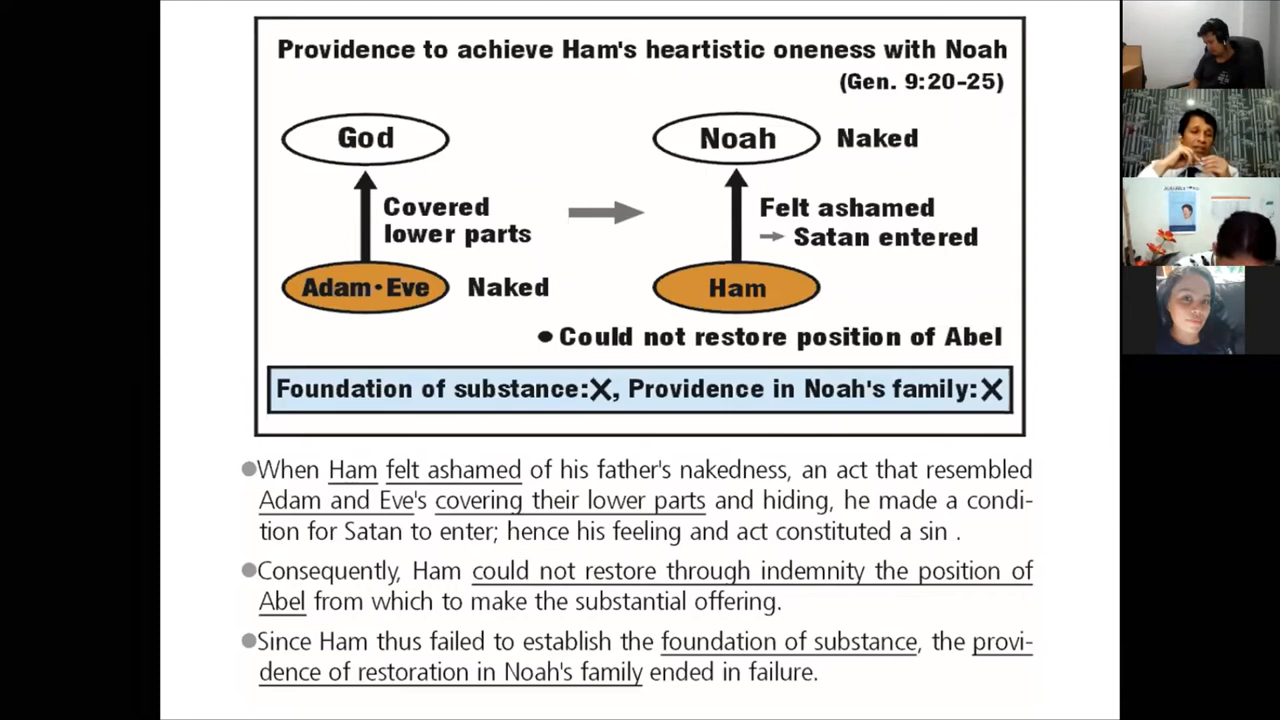 Providence to achieve Ham's heartistic oneness with Noah
(Gen. 9:20-25)
God
Noah
Naked
Covered
lower parts
Felt ashamed
Satan entered
Adam•Eve
Naked
Ham
•Could not restore position of Abel
Foundation of substance:X, Providence in Noah's family:X
When Ham felt ashamed of his father's nakedness, an act that resembled
Adam and Eve's covering their lower parts and hiding, he made a condi-
tion for Satan to enter; hence his feeling and act constituted a sin .
Consequently, Ham could not restore through indemnity the position of
Abel from which to make the substantial offering.
Since Ham thus failed to establish the foundation of substance, the provi-
dence of restoration in Noah's family ended in failure.